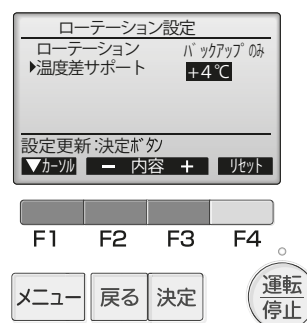 ローテーション設定
ローテーション バックアップのみ
▶温度差サポート +4℃
設定更新:決定ボタン
▼カーソル − 内容 + リセット
F1 F2 F3 F4
メニュー 戻る 決定 運転
停止